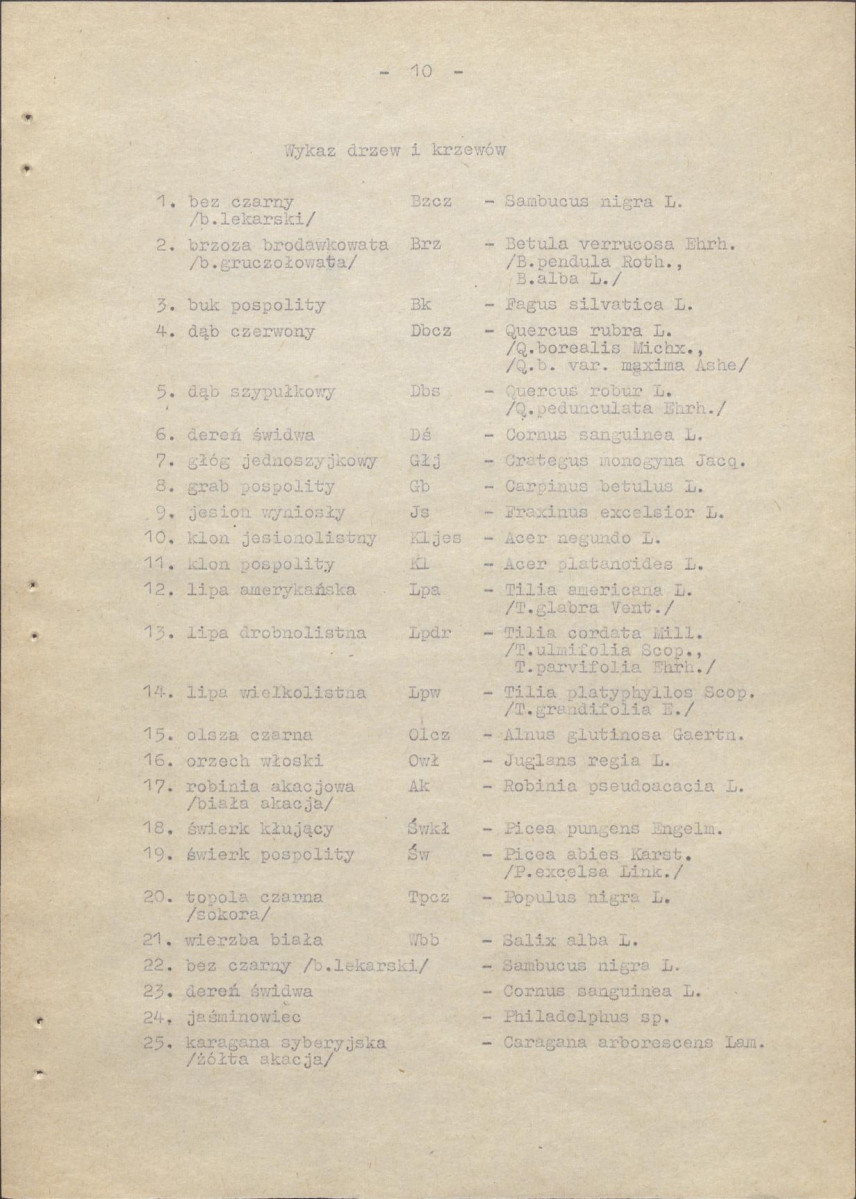 - 10 -
Wykaz drzew i krzewów
1. bez czarny Bzcz - Sambucus nigra L.
/b.lekarski/
2. brzoza brodawkowata Brz - Betula verrucosa Ehrh.
/b.gruczołowata/ /B.pendula Roth.,
B.alba L./
3. buk pospolity Bk - Fagus silvatica L.
4. dąb czerwony Dbcz - Quercus rubra L.
/Q.borealis Michx.,
/Q.b. var. maxima Ashe/
5. dąb szypułkowy Dbs - Quercus robur L.
/Q.pedunculata Ehrh./
6. dereń świdwa Dś - Cornus sanguinea L.
7. głóg jednoszyjkowy Głj - Crategus monogyna Jacq.
8. grab pospolity Gb - Carpinus betulus L.
9. jesion wyniosły Js - Fraxinus excelsior L.
10. klon jesionolistny Kljes - Acer negundo L.
11. klon pospolity Kl - Acer platanoides L.
12. lipa amerykańska Lpa - Tilia americana L.
/T.glabra Vent./
13. lipa drobnolistna Lpdr - Tilia cordata Mill.
/T.ulmifolia Scop.,
T.parvifolia Ehrh./
14. lipa wielkolistna Lpw - Tilia platyphyllos Scop.
/T.grandifolia E./
15. olsza czarna Olcz - Alnus glutinosa Gaertn.
16. orzech włoski Owł - Juglans regia L.
17. robinia akacjowa Ak - Robinia pseudoacacia L.
/biała akacja/
18. świerk kłujący Świkł - Picea pungens Engelm.
19. świerk pospolity Św - Picea abies Karst.
/P.excelsa Link./
20. topola czarna Tpcz - Populus nigra L.
/sokora/
21. wierzba biała Wbb - Salix alba L.
22. bez czarny /b.lekarski/ - Sambucus nigra L.
23. dereń świdwa - Cornus sanguinea L.
24, jaśminowiec - Philadelphus sp.
25. karagana syberyjska - Caragana arborescens Lam.
/żółta akacja/